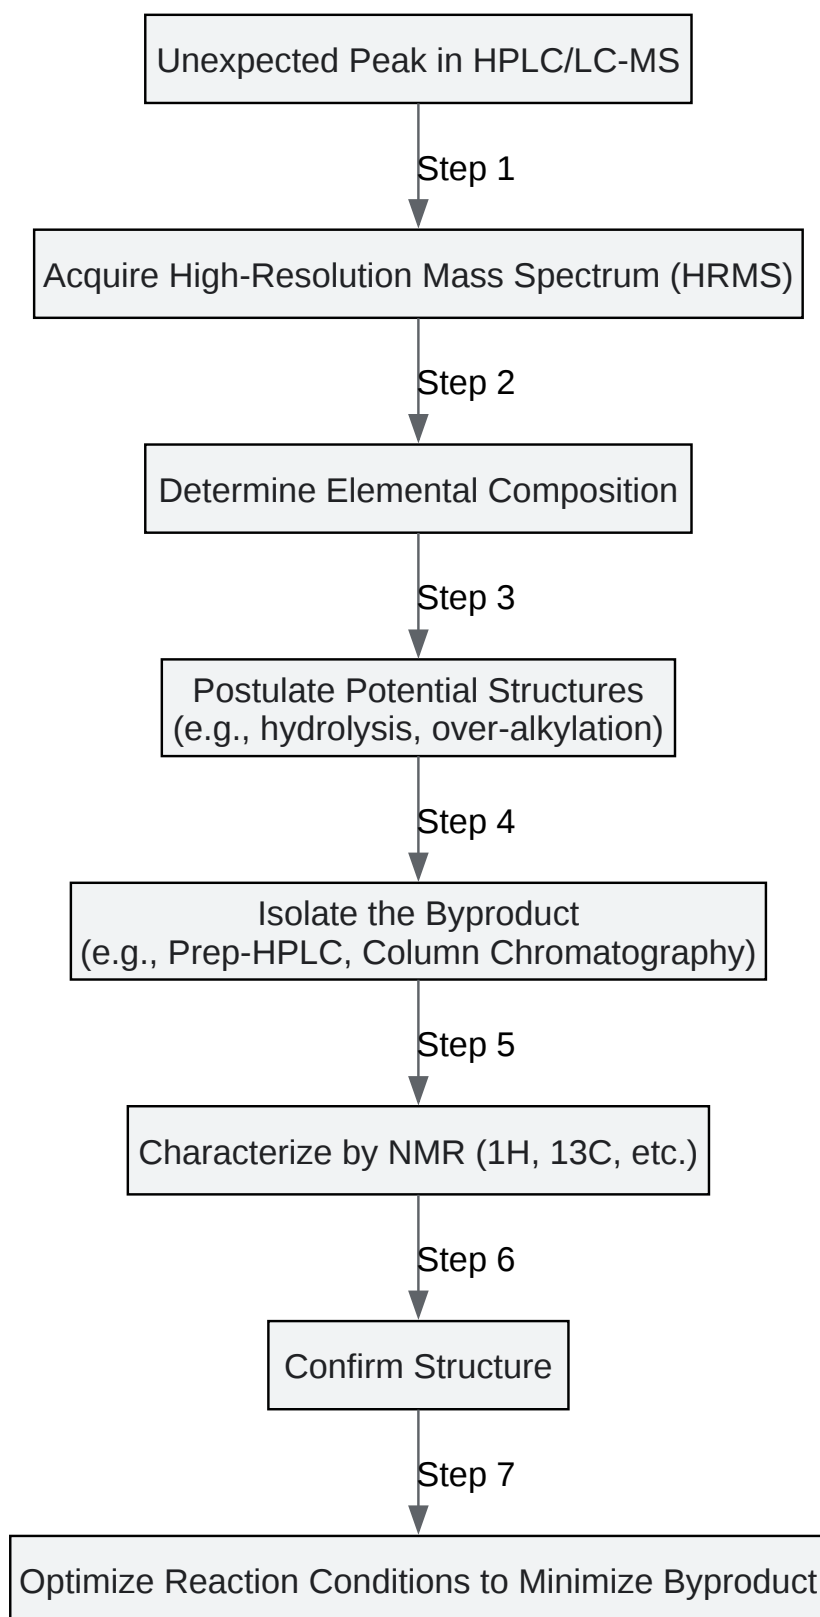 Unexpected Peak in HPLC/LC-MS
Step 1
Acquire High-Resolution Mass Spectrum (HRMS)
Step 2
Determine Elemental Composition
Step 3
Postulate Potential Structures
(e.g., hydrolysis, over-alkylation)
Step 4
Isolate the Byproduct
(e.g., Prep-HPLC, Column Chromatography)
Step 5
Characterize by NMR (1H, 13C, etc.)
Step 6
Confirm Structure
Step 7
Optimize Reaction Conditions to Minimize Byproduct